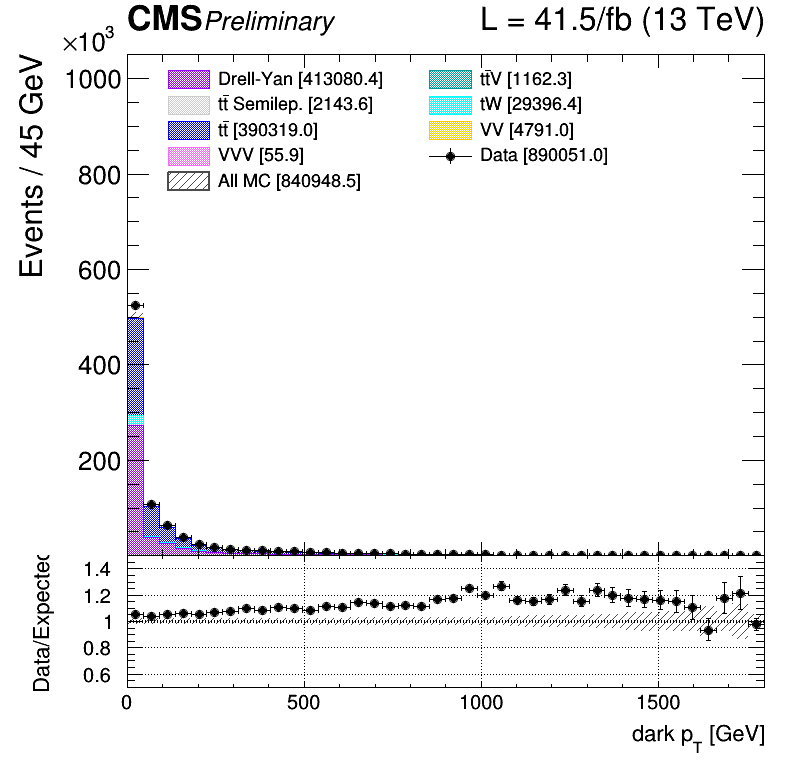 CMS Preliminary L = 41.5/fb (13 TeV)
×10³
Events / 45 GeV
1000
800
600
400
200
Drell-Yan [413080.4]
tt̄ Semilep. [2143.6]
tt̄ [390319.0]
VVV [55.9]
All MC [840948.5]
tt̄V [1162.3]
tW [29396.4]
VV [4791.0]
Data [890051.0]
Data/Expected
1.4
1.2
1
0.8
0.6
0 500 1000 1500
dark p_T [GeV]